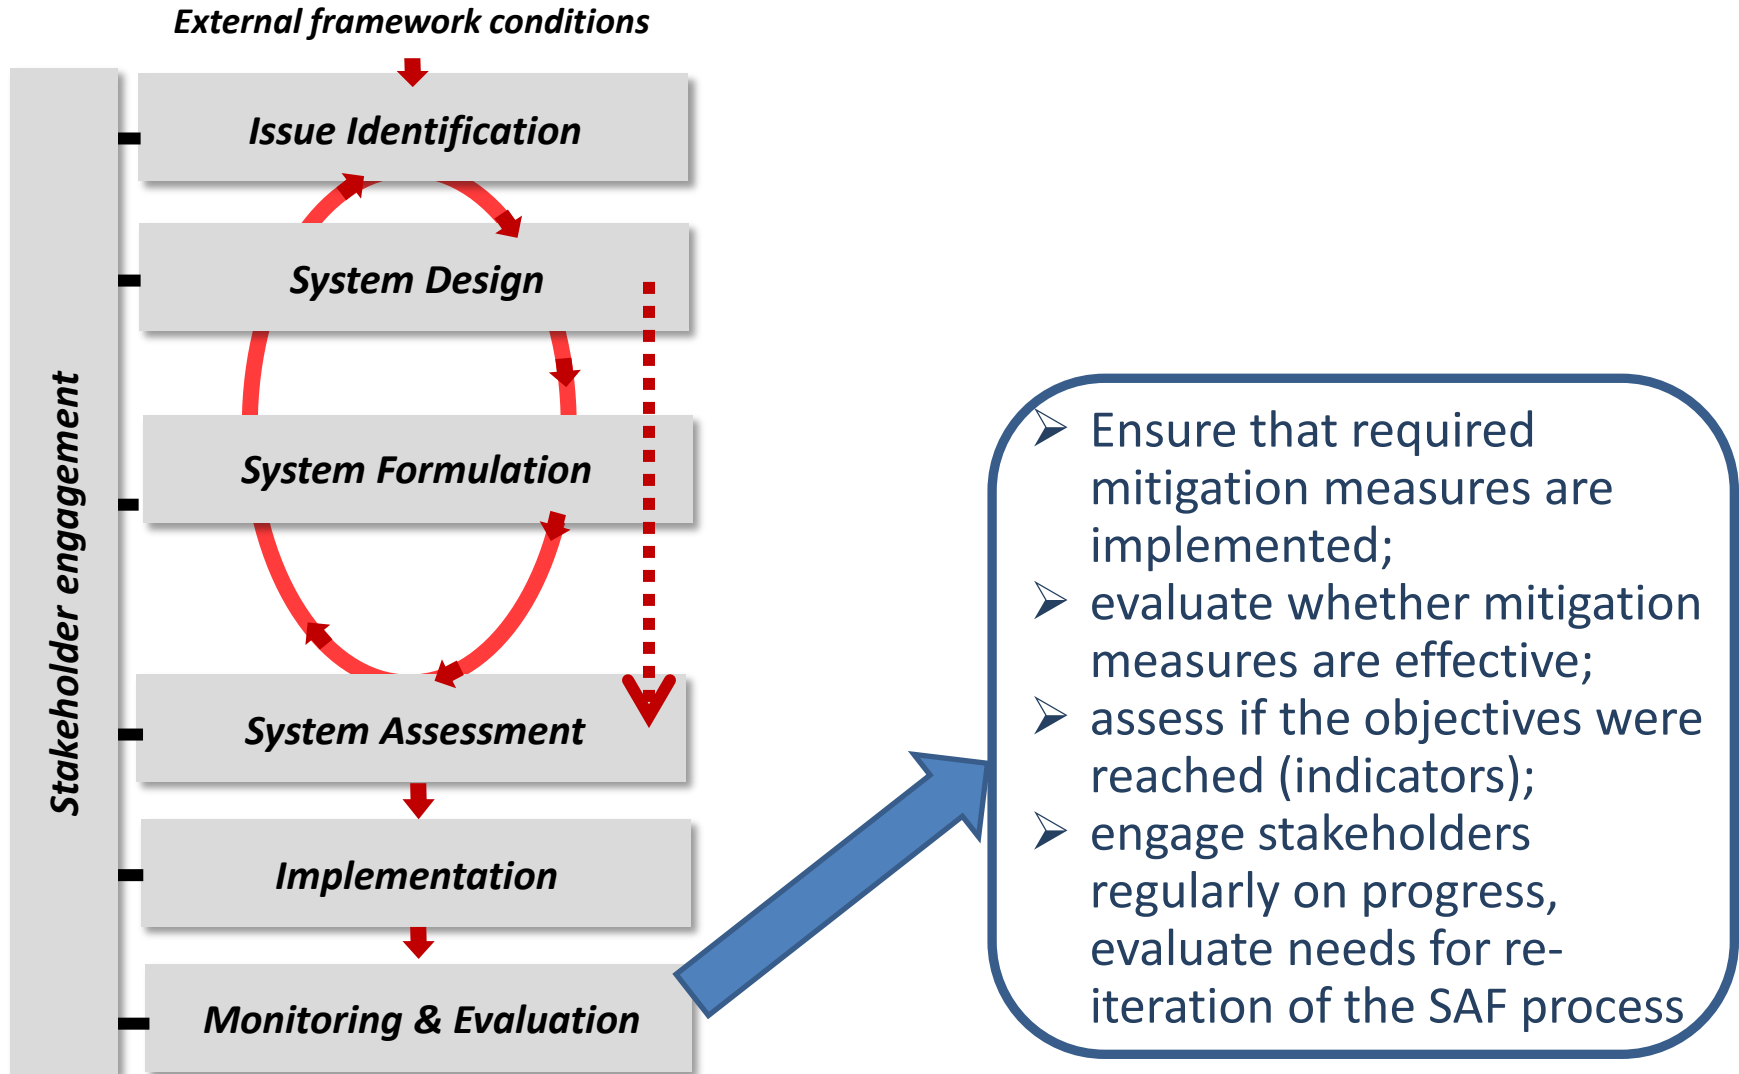 External framework conditions
Issue Identification
System Design
System Formulation
System Assessment
Implementation
Monitoring & Evaluation
Stakeholder engagement
Ensure that required
mitigation measures are
implemented;
evaluate whether mitigation
measures are effective;
assess if the objectives were
reached (indicators);
engage stakeholders
regularly on progress,
evaluate needs for re-
iteration of the SAF process